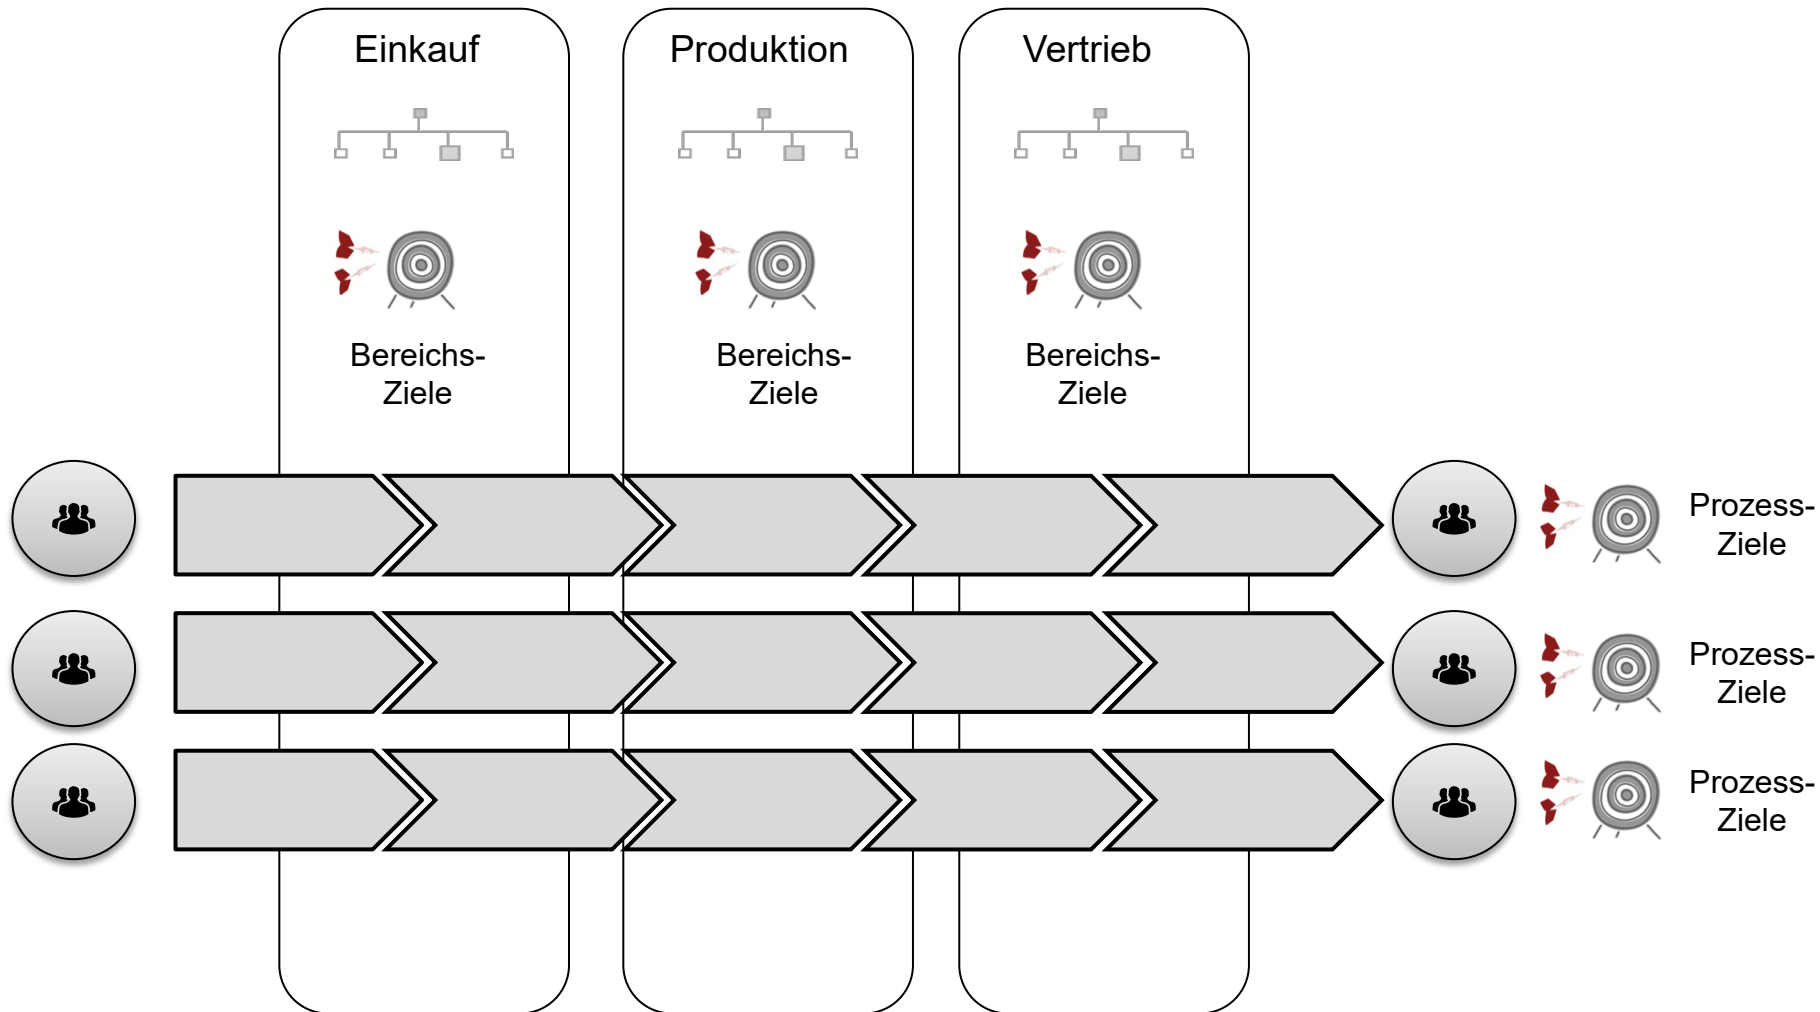 Einkauf
Produktion
Vertrieb
Bereichs-
Ziele
Bereichs-
Ziele
Bereichs-
Ziele
Prozess-
Ziele
Prozess-
Ziele
Prozess-
Ziele